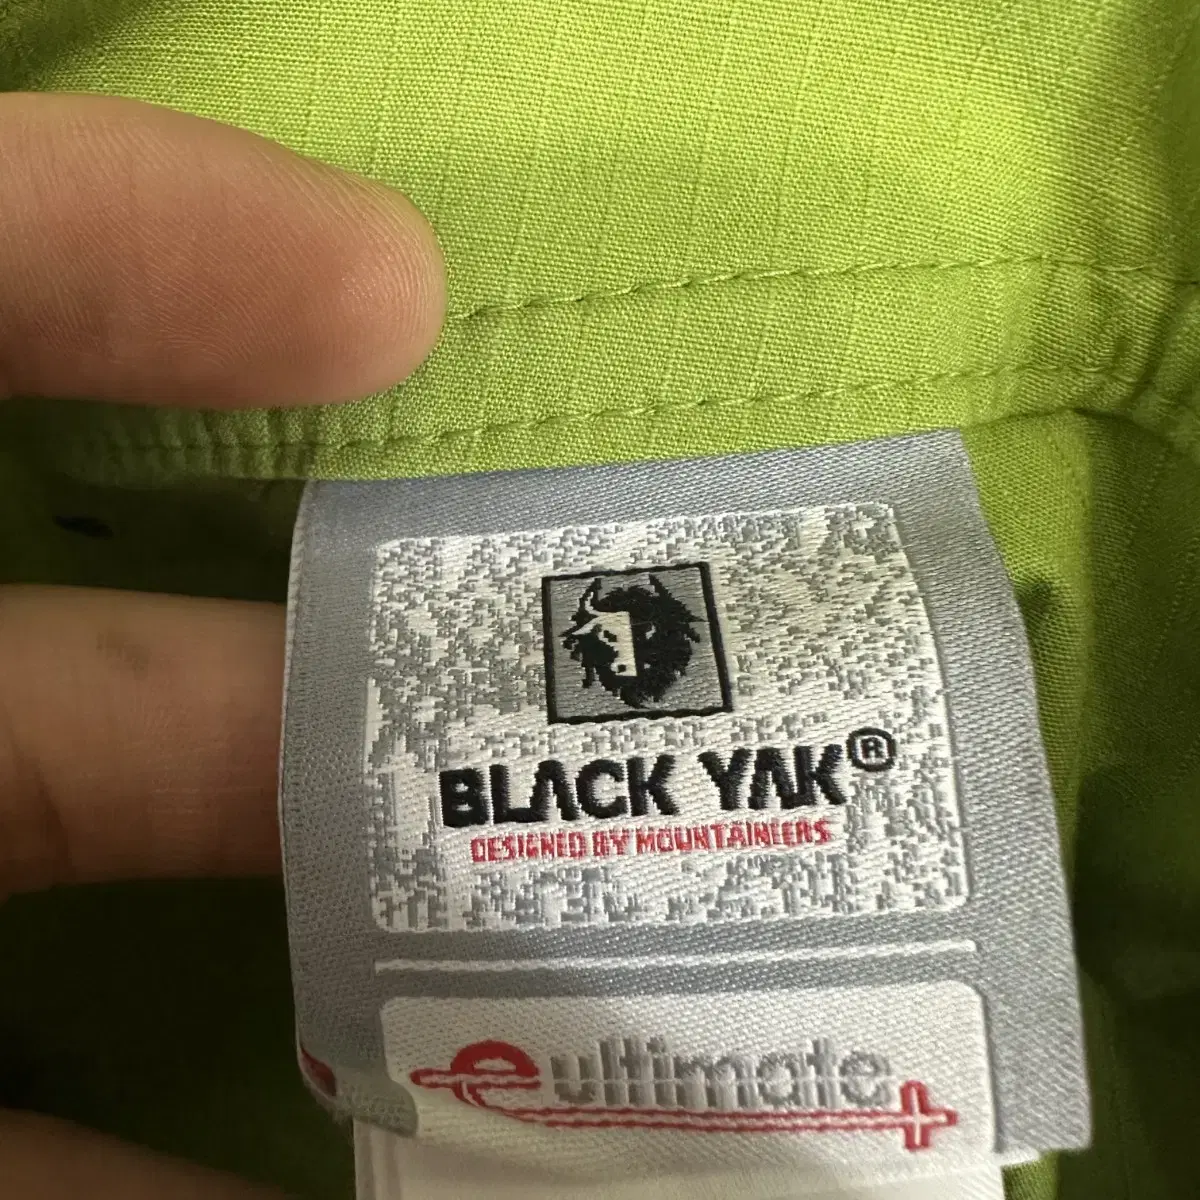 BLACK YAK®
DESIGNED BY MOUNTAINEERS
e ultimate+